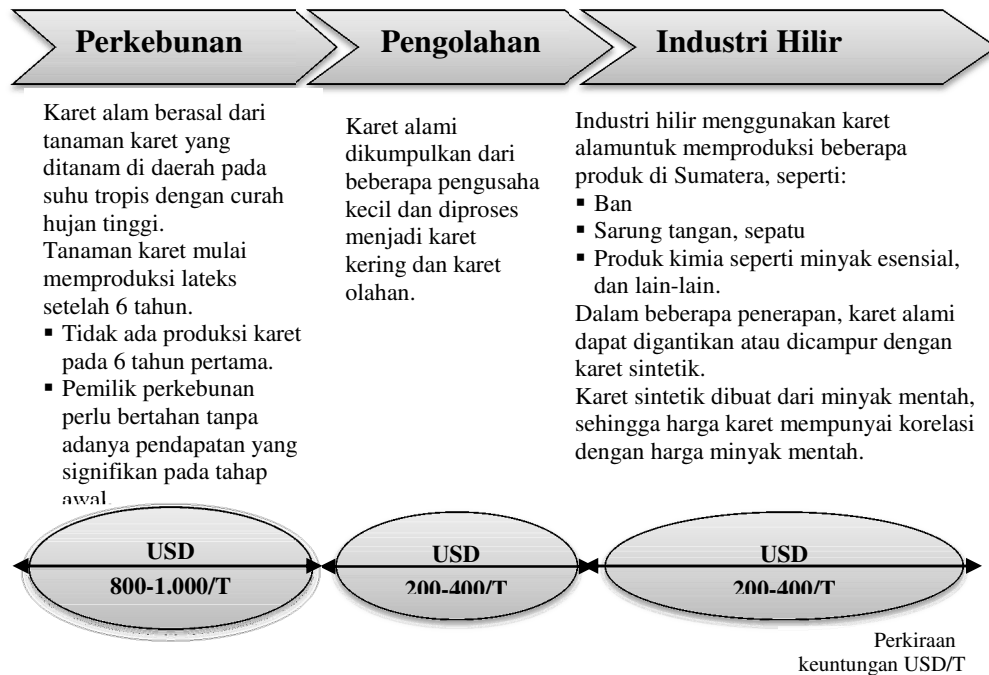 Perkebunan
Pengolahan
Industri Hilir
Karet alam berasal dari
tanaman karet yang
ditanam di daerah pada
suhu tropis dengan curah
hujan tinggi.
Tanaman karet mulai
memproduksi lateks
setelah 6 tahun.
▪ Tidak ada produksi karet
pada 6 tahun pertama.
▪ Pemilik perkebunan
perlu bertahan tanpa
adanya pendapatan yang
signifikan pada tahap
awal.
Karet alami
dikumpulkan dari
beberapa pengusaha
kecil dan diproses
menjadi karet
kering dan karet
olahan.
Industri hilir menggunakan karet
alamuntuk memproduksi beberapa
produk di Sumatera, seperti:
▪ Ban
▪ Sarung tangan, sepatu
▪ Produk kimia seperti minyak esensial,
dan lain-lain.
Dalam beberapa penerapan, karet alami
dapat digantikan atau dicampur dengan
karet sintetik.
Karet sintetik dibuat dari minyak mentah,
sehingga harga karet mempunyai korelasi
dengan harga minyak mentah.
USD
800-1.000/T
USD
200-400/T
USD
200-400/T
Perkiraan
keuntungan USD/T